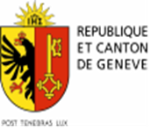 IHS
REPUBLIQUE
ET CANTON
DE GENEVE
POST TENEBRAS LUX